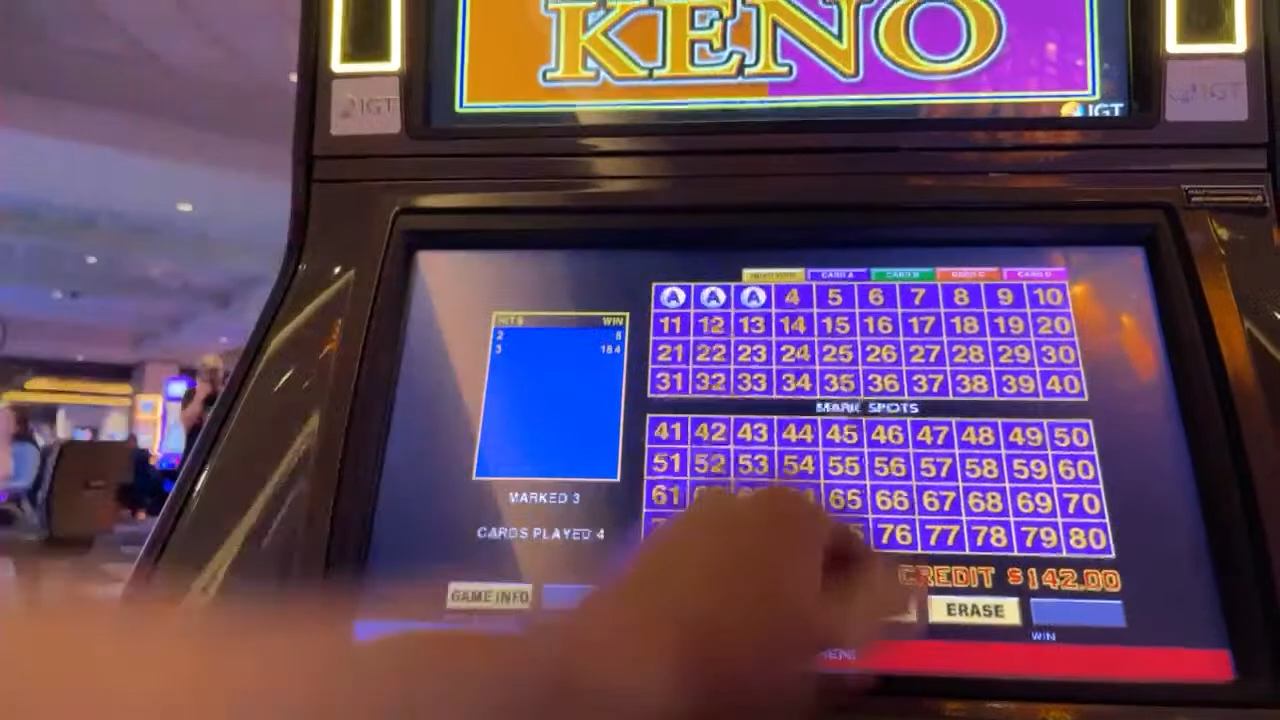 KENO
IGT
IGT
IGT
CARD A
HITS WIN
2
3 184
4 5 6 7 8 9 10
11 12 13 14 15 16 17 18 19 20
21 22 23 24 25 26 27 28 29 30
31 32 33 34 35 36 37 38 39 40
MARK SPOTS
41 42 43 44 45 46 47 48 49 50
51 52 53 54 55 56 57 58 59 60
61 65 66 67 68 69 70
76 77 78 79 80
MARKED 3
CARDS PLAYED 4
CREDIT $142.00
GAME INFO
ERASE
WIN